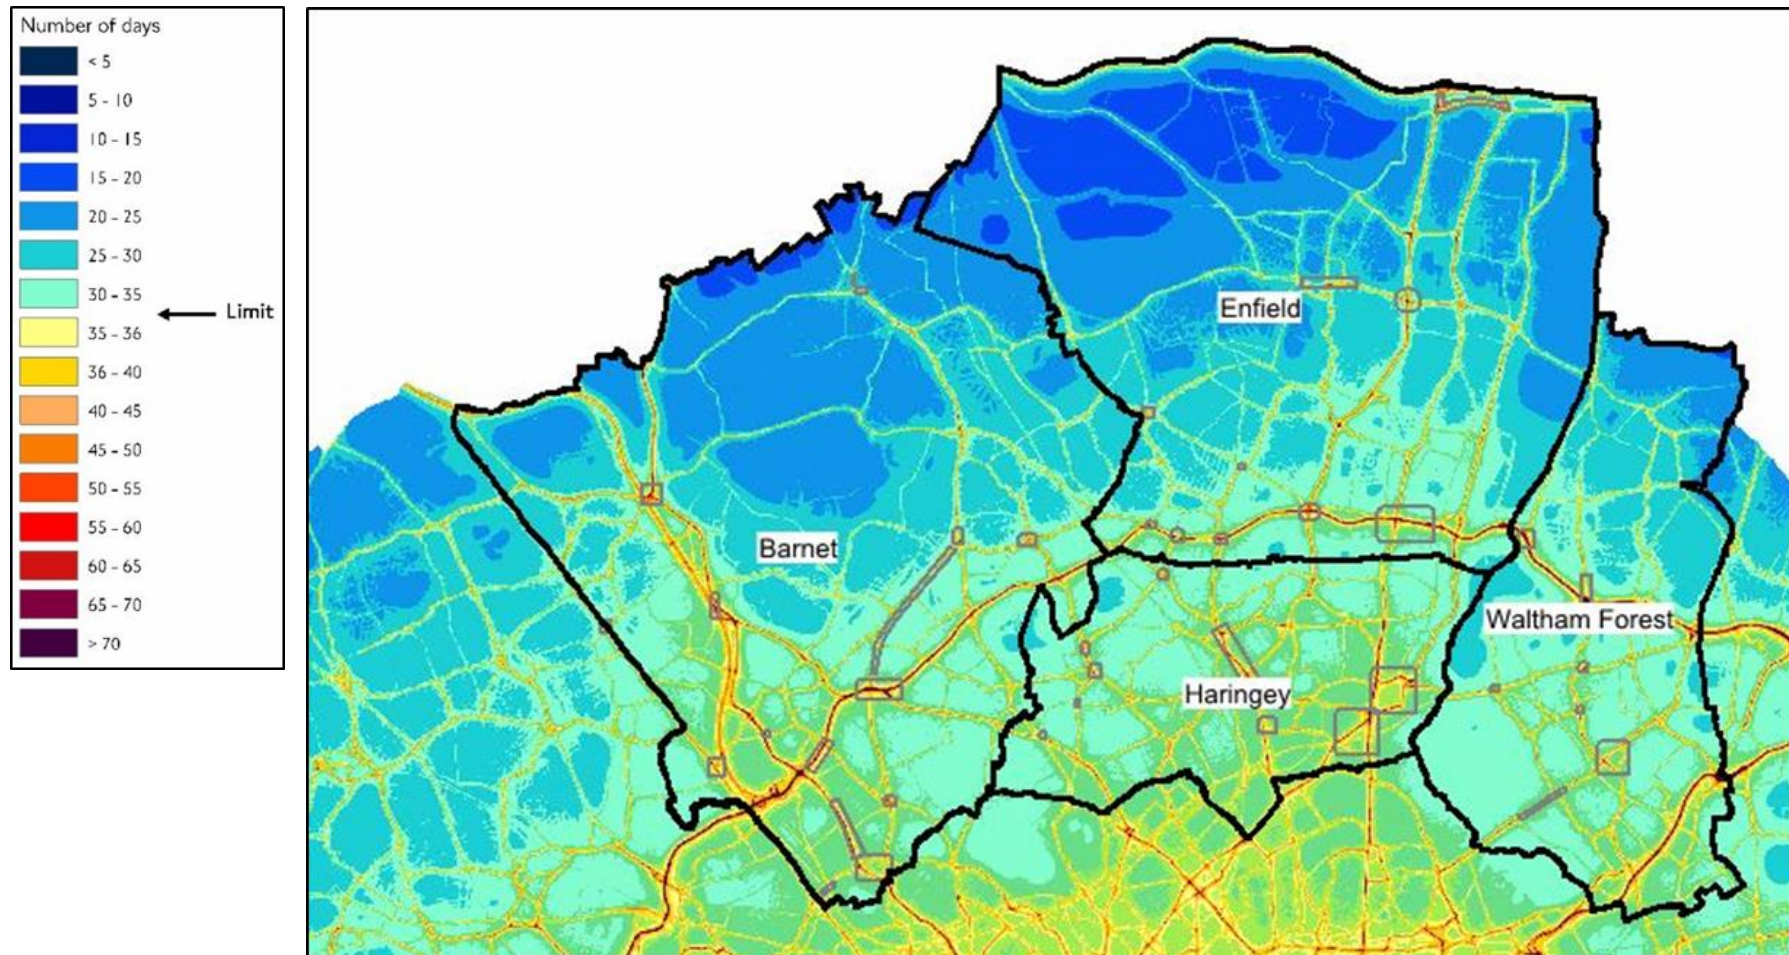 Number of days
< 5
5 - 10
10 - 15
15 - 20
20 - 25
25 - 30
30 - 35
Limit
35 - 36
36 - 40
40 - 45
45 - 50
50 - 55
55 - 60
60 - 65
65 - 70
> 70
Enfield
Barnet
Waltham Forest
Haringey